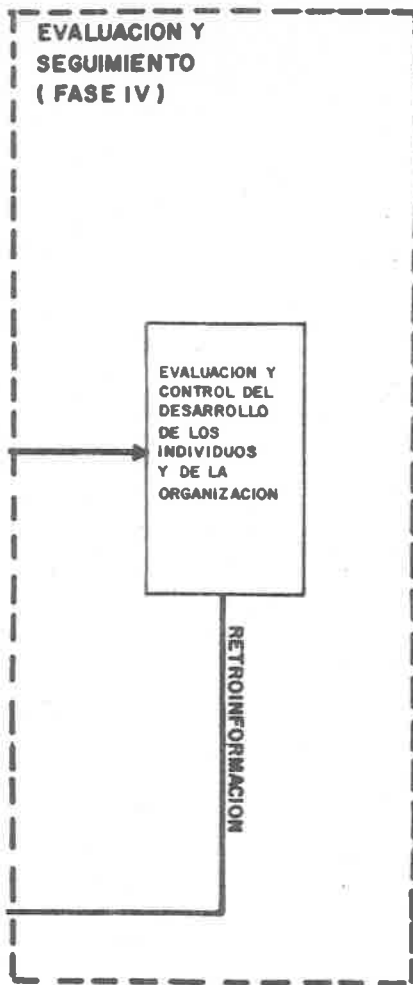 EVALUACION Y
SEGUIMIENTO
( FASE IV )
EVALUACION Y
CONTROL DEL
DESARROLLO
DE LOS
INDIVIDUOS
Y DE LA
ORGANIZACION
RETROINFORMACION